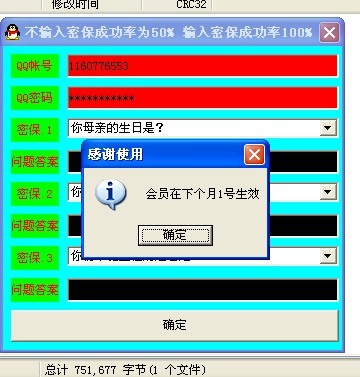 修改时间 CRC32
不输入密保成功率为50% 输入密保成功率100%
QQ帐号 1160776553
QQ密码 ***********
密保.1 你母亲的生日是?
问题答案
感谢使用
密保.2
会员在下个月1号生效
问题答案
确定
密保.3
问题答案
确定
总计 751,677 字节(1 个文件)